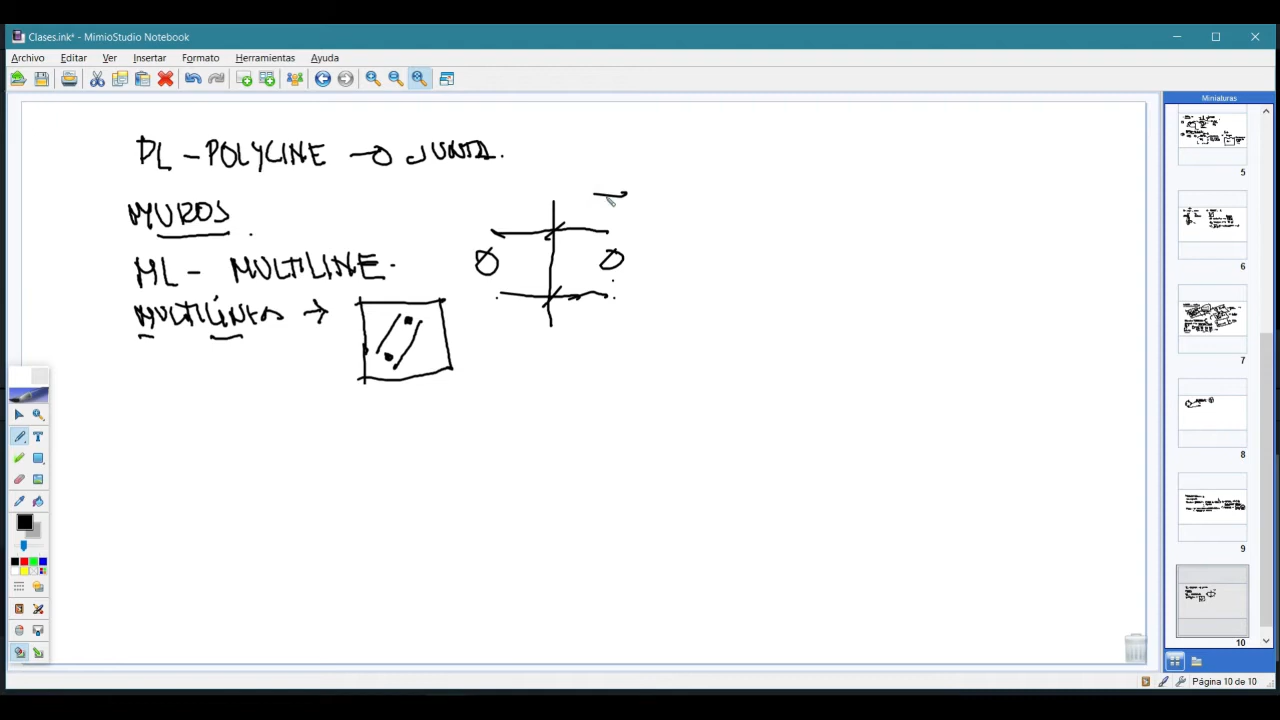 Clases.ink* - MimioStudio Notebook
Archivo Editar Ver Insertar Formato Herramientas Ayuda
Miniaturas
PL - POLYLINE → JUNTA.
MUROS
ML - MULTILINE.
MULTILÍNEA →
5
6
7
8
9
10
Página 10 de 10